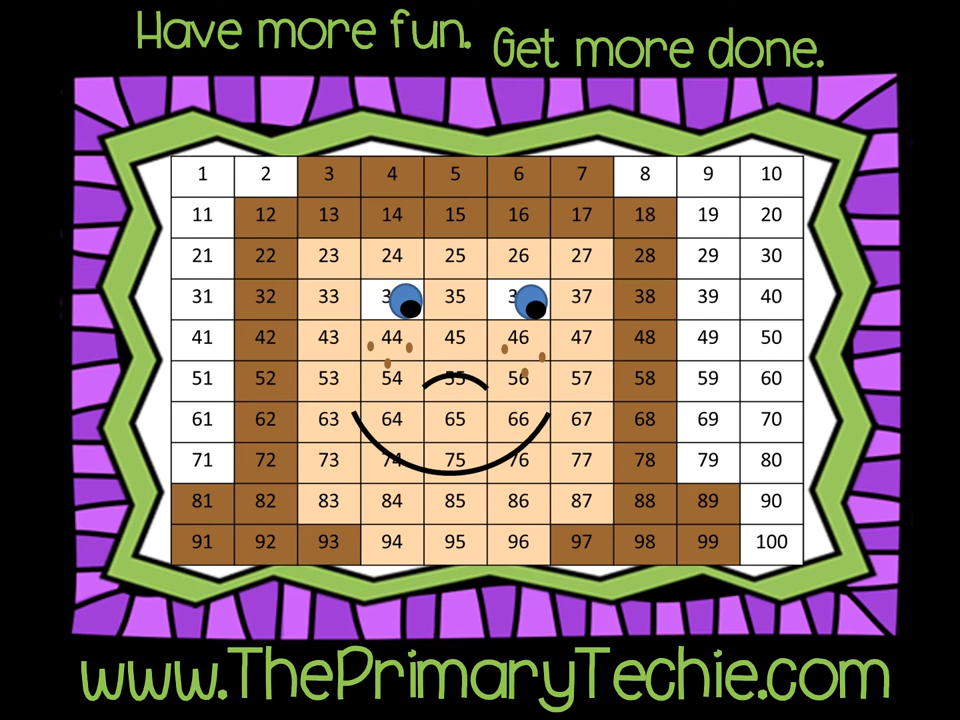 Have more fun. Get more done.
1 2 3 4 5 6 7 8 9 10
11 12 13 14 15 16 17 18 19 20
21 22 23 24 25 26 27 28 29 30
31 32 33 35 37 38 39 40
41 42 43 44 45 46 47 48 49 50
51 52 53 54 55 56 57 58 59 60
61 62 63 64 65 66 67 68 69 70
71 72 73 74 75 76 77 78 79 80
81 82 83 84 85 86 87 88 89 90
91 92 93 94 95 96 97 98 99 100
www.ThePrimaryTechie.com